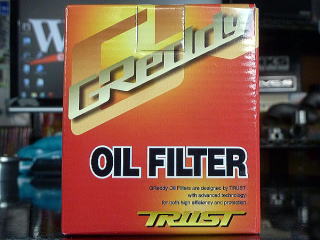 GReddy
OIL FILTER
GReddy Oil Filters are designed by TRUST
with advanced technology
for both high efficiency and protection
TRUST